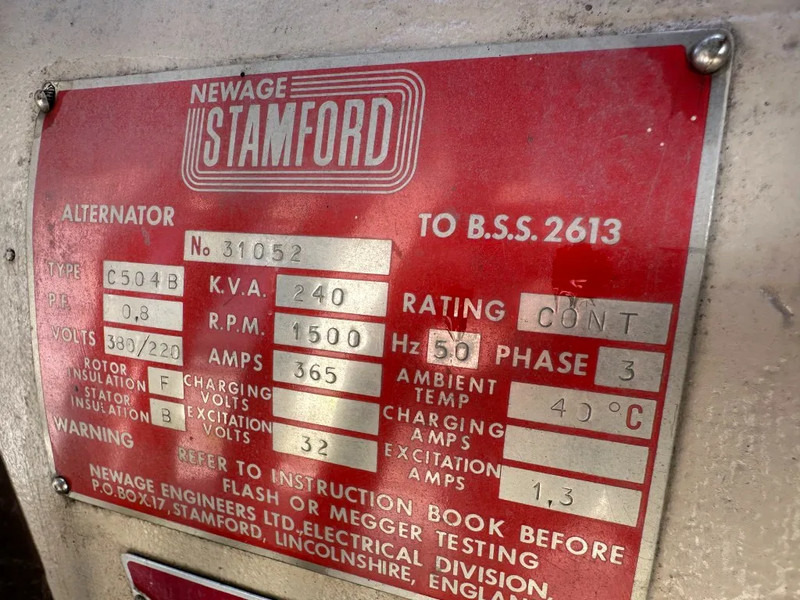 NEWAGE
STAMFORD
ALTERNATOR TO B.S.S. 2613
No 31052
TYPE C504B K.V.A. 240 RATING CONT
P.F. 0,8 R.P.M. 1500 Hz 50 PHASE 3
VOLTS 380/220 AMPS 365 AMBIENT TEMP 40°C
ROTOR INSULATION F CHARGING VOLTS CHARGING AMPS
STATOR INSULATION B EXCITATION VOLTS 32 EXCITATION AMPS 1,3
WARNING
REFER TO INSTRUCTION BOOK BEFORE
FLASH OR MEGGER TESTING
NEWAGE ENGINEERS LTD., ELECTRICAL DIVISION,
P.O. BOX 17, STAMFORD, LINCOLNSHIRE, ENGLAND